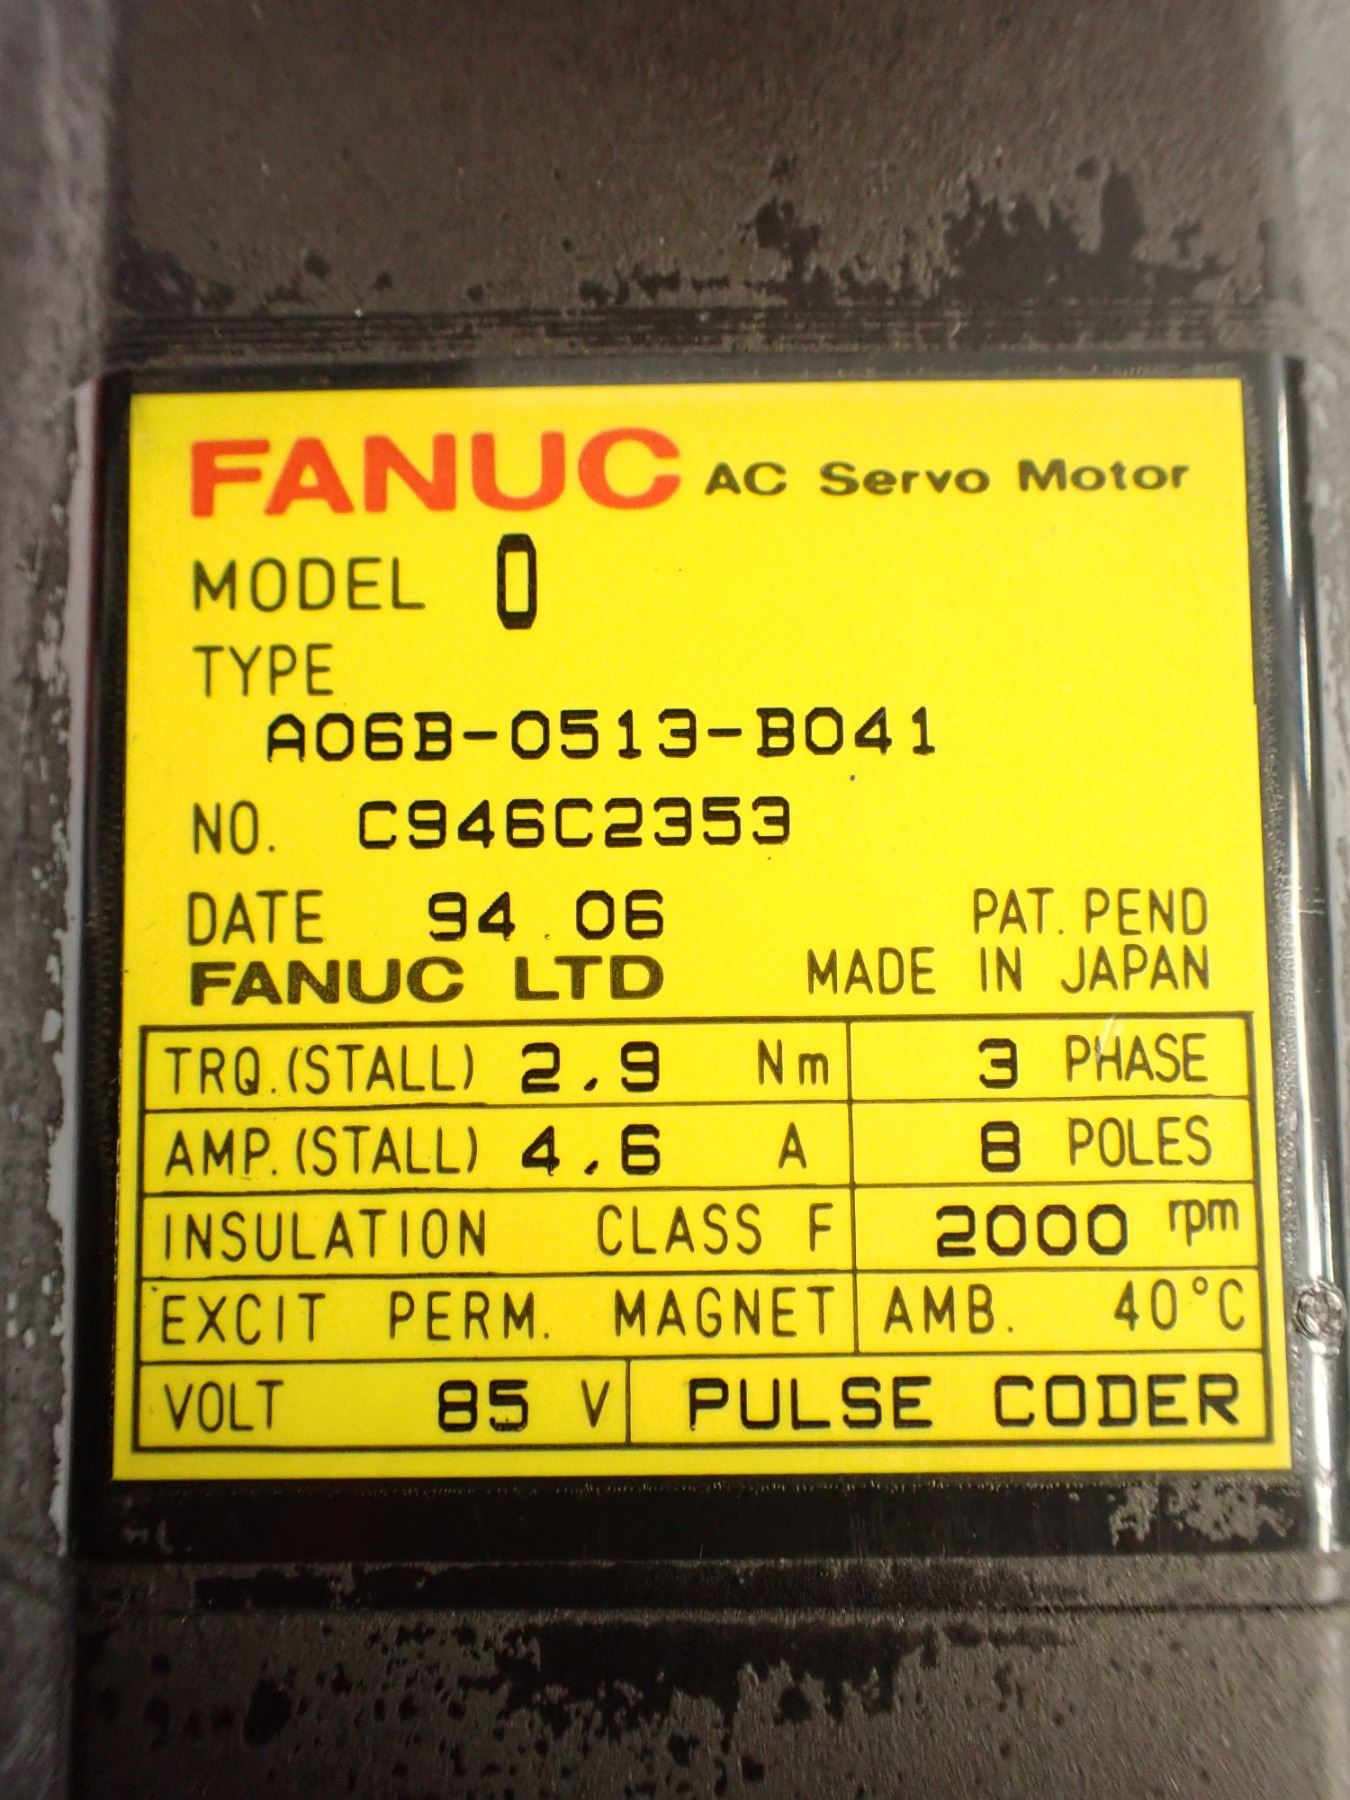 FANUC AC Servo Motor
MODEL 0
TYPE
A06B-0513-B041
NO. C946C2353
DATE 94.06 PAT. PEND
FANUC LTD MADE IN JAPAN
TRQ.(STALL) 2.9 Nm 3 PHASE
AMP.(STALL) 4.6 A 8 POLES
INSULATION CLASS F 2000 rpm
EXCIT PERM. MAGNET AMB. 40°C
VOLT 85 V PULSE CODER